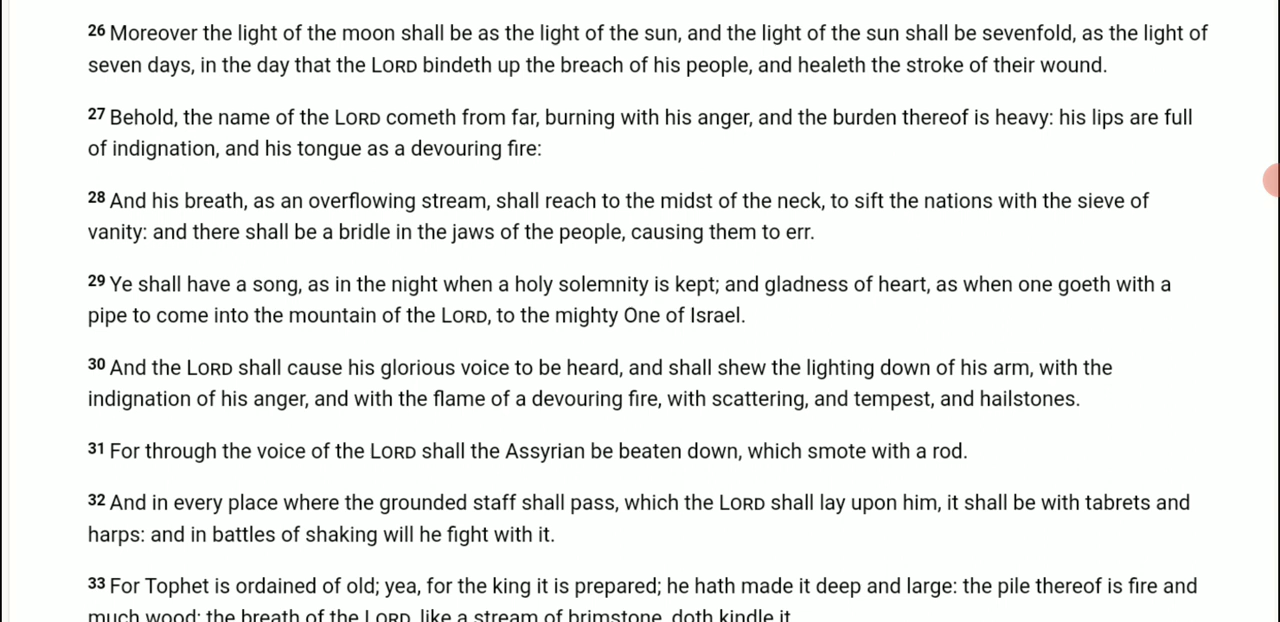 26 Moreover the light of the moon shall be as the light of the sun, and the light of the sun shall be sevenfold, as the light of
seven days, in the day that the LORD bindeth up the breach of his people, and healeth the stroke of their wound.
27 Behold, the name of the LORD cometh from far, burning with his anger, and the burden thereof is heavy: his lips are full
of indignation, and his tongue as a devouring fire:
28 And his breath, as an overflowing stream, shall reach to the midst of the neck, to sift the nations with the sieve of
vanity: and there shall be a bridle in the jaws of the people, causing them to err.
29 Ye shall have a song, as in the night when a holy solemnity is kept; and gladness of heart, as when one goeth with a
pipe to come into the mountain of the LORD, to the mighty One of Israel.
30 And the LORD shall cause his glorious voice to be heard, and shall shew the lighting down of his arm, with the
indignation of his anger, and with the flame of a devouring fire, with scattering, and tempest, and hailstones.
31 For through the voice of the LORD shall the Assyrian be beaten down, which smote with a rod.
32 And in every place where the grounded staff shall pass, which the LORD shall lay upon him, it shall be with tabrets and
harps: and in battles of shaking will he fight with it.
33 For Tophet is ordained of old; yea, for the king it is prepared; he hath made it deep and large: the pile thereof is fire and
much wood; the breath of the LORD, like a stream of brimstone, doth kindle it